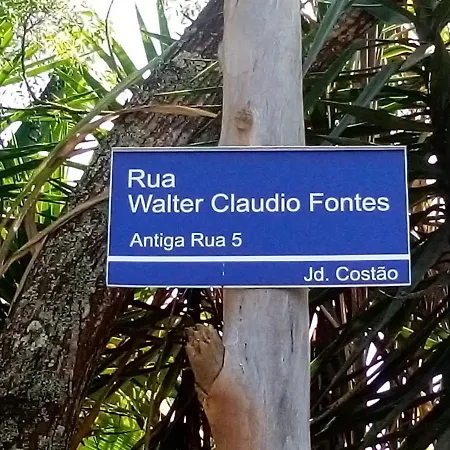 Rua
Walter Claudio Fontes
Antiga Rua 5
Jd. Costão